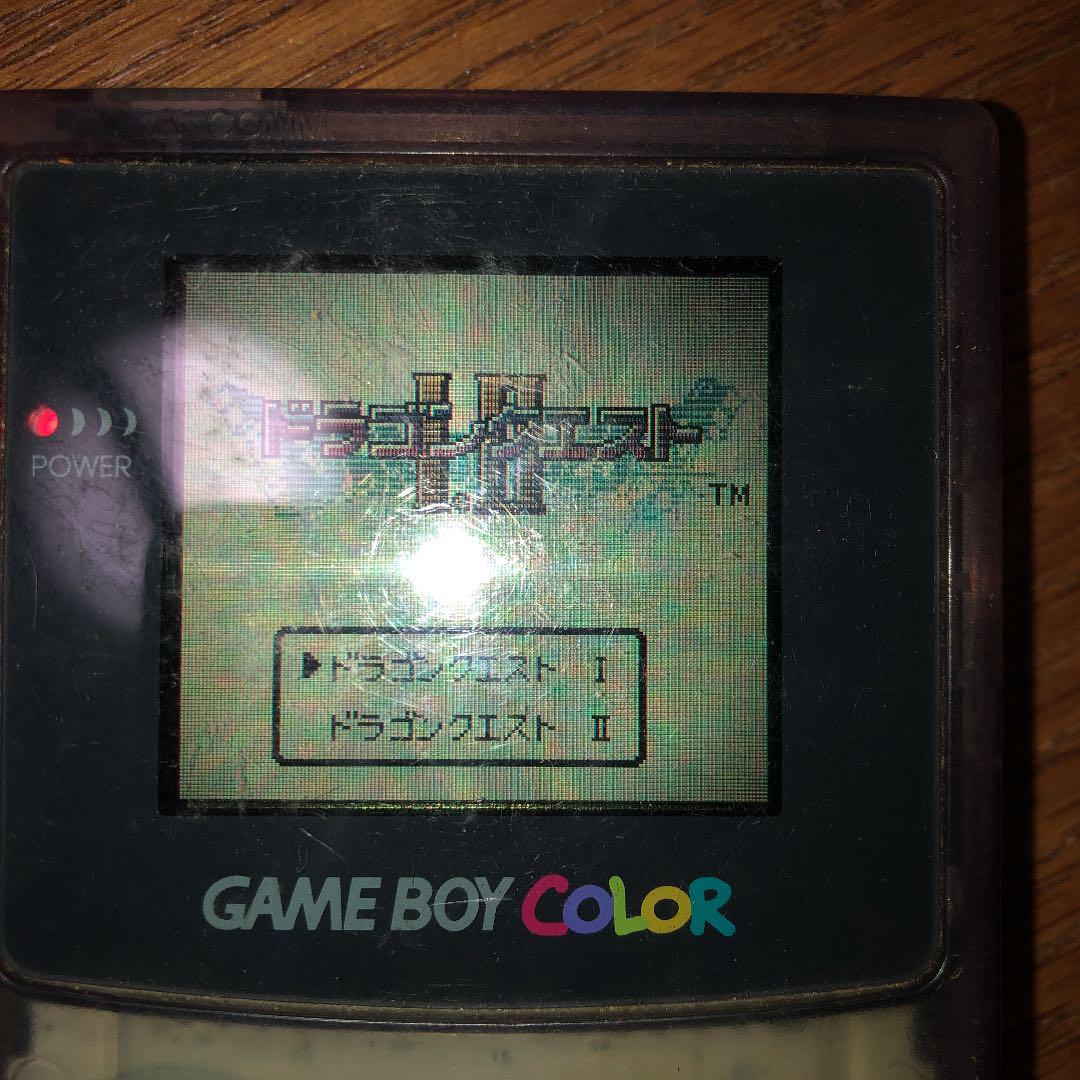 COMM
I·II
ドラゴンクエスト
TM
POWER
▶ドラゴンクエスト I
ドラゴンクエスト II
GAME BOY COLOR